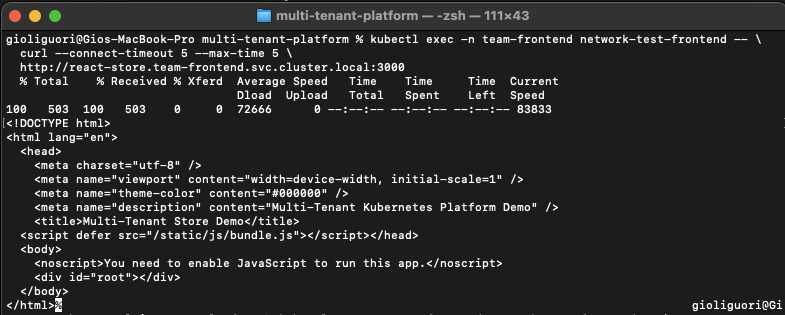 multi-tenant-platform — -zsh — 111×43
gioliguori@Gios-MacBook-Pro multi-tenant-platform % kubectl exec -n team-frontend network-test-frontend -- \
  curl --connect-timeout 5 --max-time 5 \
  http://react-store.team-frontend.svc.cluster.local:3000
  % Total    % Received % Xferd  Average Speed   Time    Time     Time  Current
                                 Dload  Upload   Total   Spent    Left  Speed
100   503  100   503    0     0  72666      0 --:--:-- --:--:-- --:--:-- 83833
<!DOCTYPE html>
<html lang="en">
  <head>
    <meta charset="utf-8" />
    <meta name="viewport" content="width=device-width, initial-scale=1" />
    <meta name="theme-color" content="#000000" />
    <meta name="description" content="Multi-Tenant Kubernetes Platform Demo" />
    <title>Multi-Tenant Store Demo</title>
  <script defer src="/static/js/bundle.js"></script></head>
  <body>
    <noscript>You need to enable JavaScript to run this app.</noscript>
    <div id="root"></div>
  </body>
</html>%
gioliguori@Gi